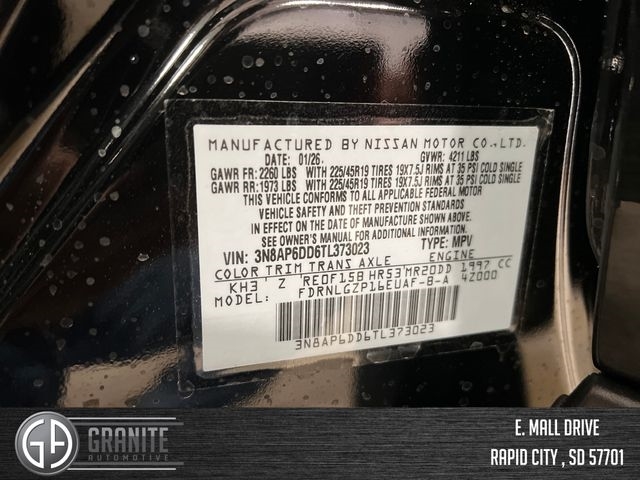 MANUFACTURED BY NISSAN MOTOR CO.,LTD.
DATE: 01/26. GVWR: 4211 LBS
GAWR FR: 2260 LBS WITH 225/45R19 TIRES 19X7.5J RIMS AT 35 PSI COLD SINGLE
GAWR RR: 1973 LBS WITH 225/45R19 TIRES 19X7.5J RIMS AT 35 PSI COLD SINGLE
THIS VEHICLE CONFORMS TO ALL APPLICABLE FEDERAL MOTOR
VEHICLE SAFETY AND THEFT PREVENTION STANDARDS
IN EFFECT ON THE DATE OF MANUFACTURE SHOWN ABOVE.
SEE OWNER'S MANUAL FOR ADDITIONAL INFORMATION
VIN: 3N8AP6DD6TL373023 TYPE: MPV
COLOR TRIM TRANS AXLE ENGINE
KH3 Z RE0F15B HR53 MR20DD 1997 CC
MODEL: FDRNLGZP16EUAF-B-A 4Z000
3N8AP6DD6TL373023
GA GRANITE
AUTOMOTIVE
E. MALL DRIVE
RAPID CITY , SD 57701